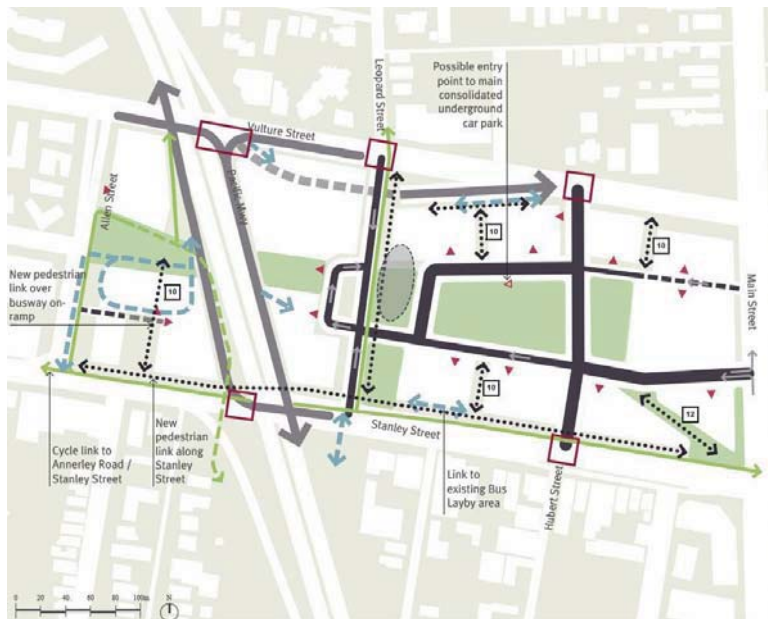 Leopard Street
Possible entry
point to main
consolidated
underground
car park
Vulture Street
Pacific Mwy
Allen Street
10
10
New pedestrian
link over
busway on-
ramp
10
Main Street
10
12
Stanley Street
Cycle link to
Annerley Road /
Stanley Street
New
pedestrian
link along
Stanley
Street
Link to
existing Bus
Layby area
Hubert Street
0 20 40 60 80 100m
N